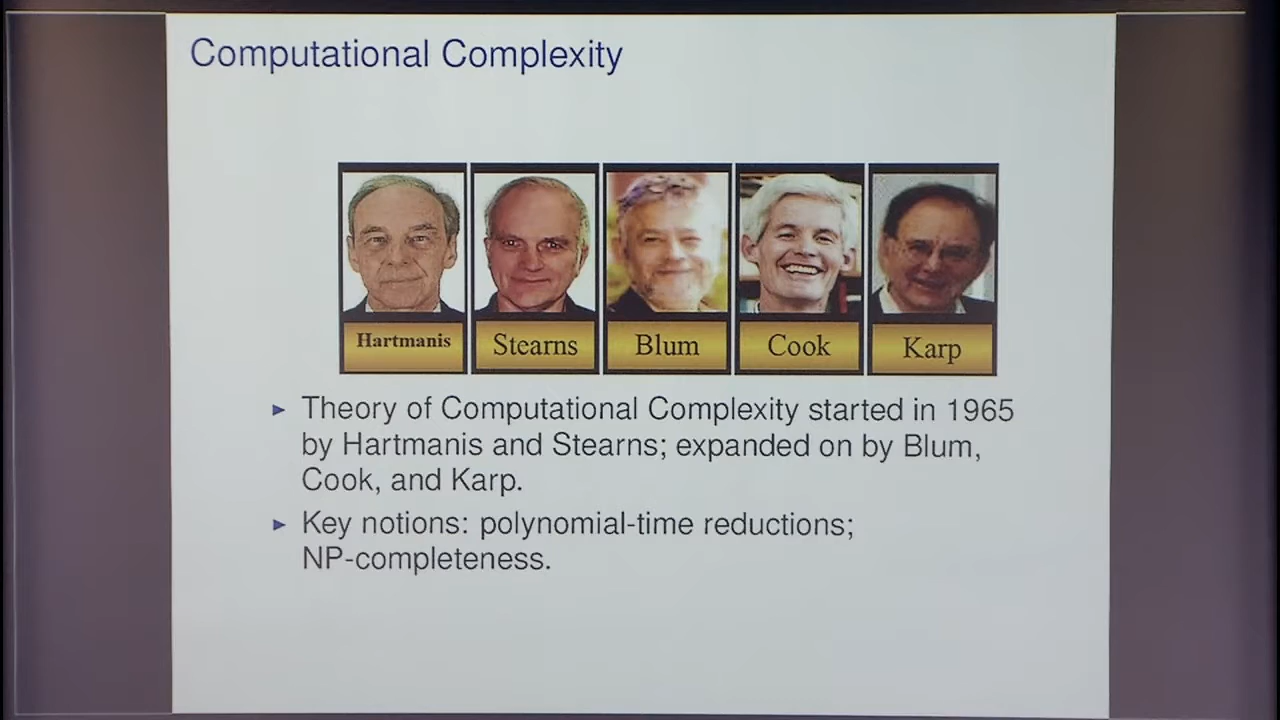 Computational Complexity
Hartmanis
Stearns
Blum
Cook
Karp
► Theory of Computational Complexity started in 1965
by Hartmanis and Stearns; expanded on by Blum,
Cook, and Karp.
► Key notions: polynomial-time reductions;
NP-completeness.